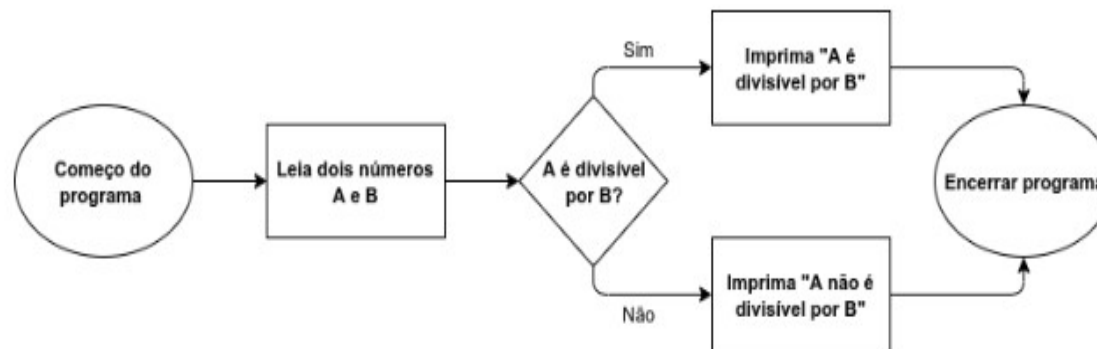 Começo do
programa
Leia dois números
A e B
A é divisível
por B?
Sim
Imprima "A é
divisível por B"
Não
Imprima "A não é
divisível por B"
Encerrar programa